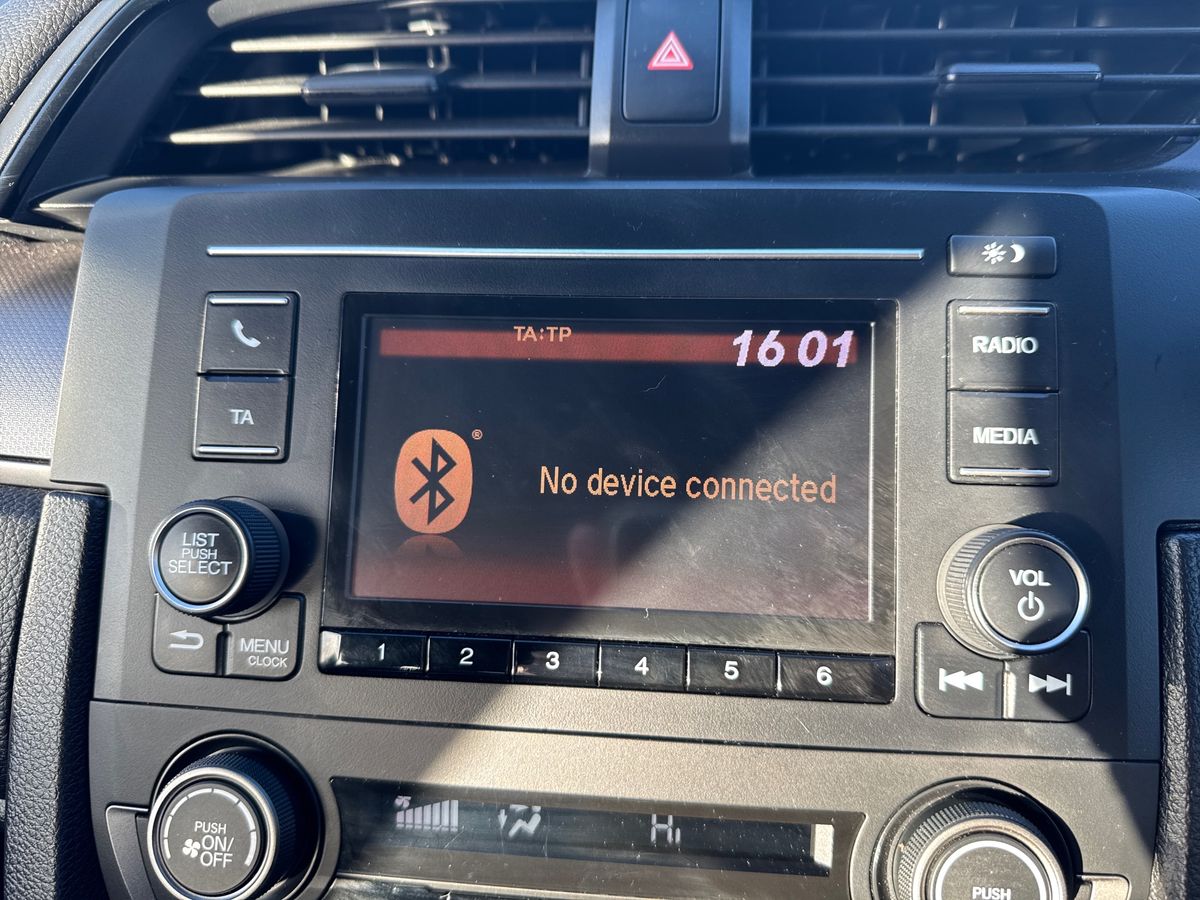 TA:TP
16 01
RADIO
TA
MEDIA
®
No device connected
LIST
PUSH
SELECT
VOL
MENU
CLOCK
1 2 3 4 5 6
PUSH
ON/
OFF
Hi
PUSH